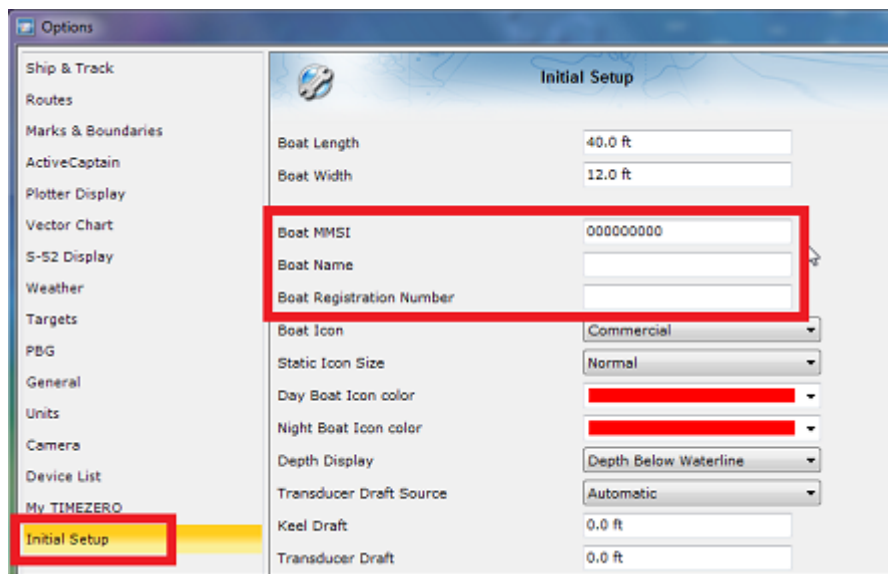 Options
Ship & Track
Routes
Marks & Boundaries
ActiveCaptain
Plotter Display
Vector Chart
S-52 Display
Weather
Targets
PBG
General
Units
Camera
Device List
My TIMEZERO
Initial Setup
Initial Setup
Boat Length 40.0 ft
Boat Width 12.0 ft
Boat MMSI 000000000
Boat Name
Boat Registration Number
Boat Icon Commercial
Static Icon Size Normal
Day Boat Icon color
Night Boat Icon color
Depth Display Depth Below Waterline
Transducer Draft Source Automatic
Keel Draft 0.0 ft
Transducer Draft 0.0 ft